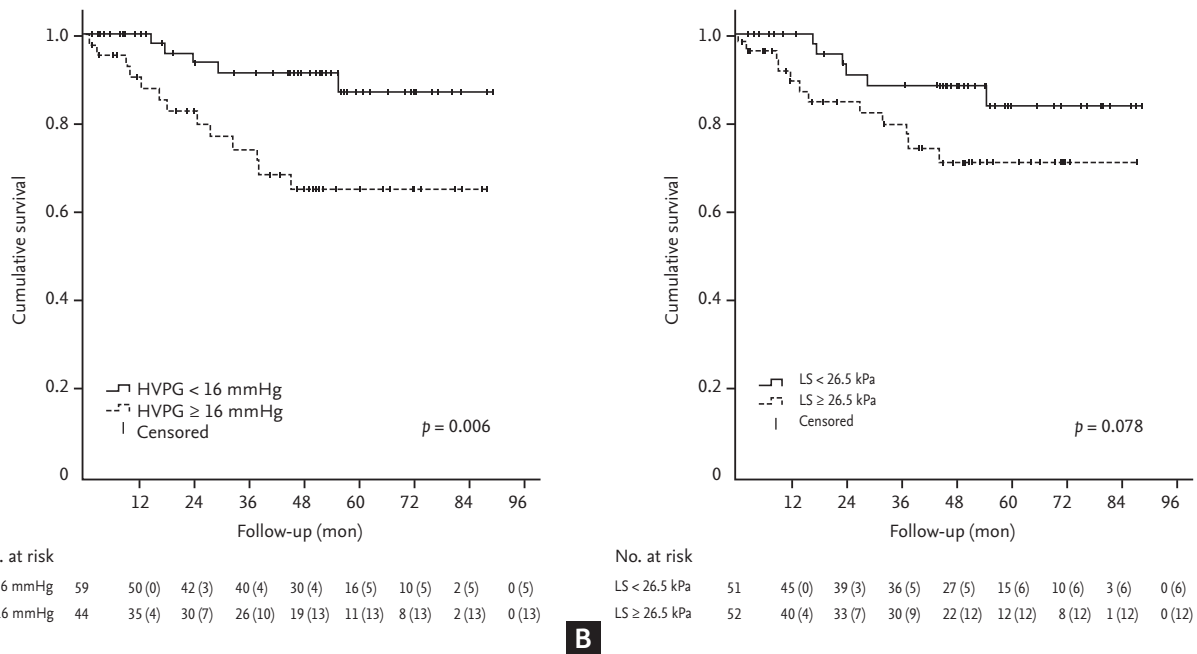 1.0
0.8
0.6
0.4
0.2
0
Cumulative survival
HVPG < 16 mmHg
HVPG ≥ 16 mmHg
Censored
p = 0.006
12 24 36 48 60 72 84 96
Follow-up (mon)
. at risk
6 mmHg 59 50 (0) 42 (3) 40 (4) 30 (4) 16 (5) 10 (5) 2 (5) 0 (5)
6 mmHg 44 35 (4) 30 (7) 26 (10) 19 (13) 11 (13) 8 (13) 2 (13) 0 (13)
B
1.0
0.8
0.6
0.4
0.2
0
Cumulative survival
LS < 26.5 kPa
LS ≥ 26.5 kPa
Censored
p = 0.078
12 24 36 48 60 72 84 96
Follow-up (mon)
No. at risk
LS < 26.5 kPa 51 45 (0) 39 (3) 36 (5) 27 (5) 15 (6) 10 (6) 3 (6) 0 (6)
LS ≥ 26.5 kPa 52 40 (4) 33 (7) 30 (9) 22 (12) 12 (12) 8 (12) 1 (12) 0 (12)